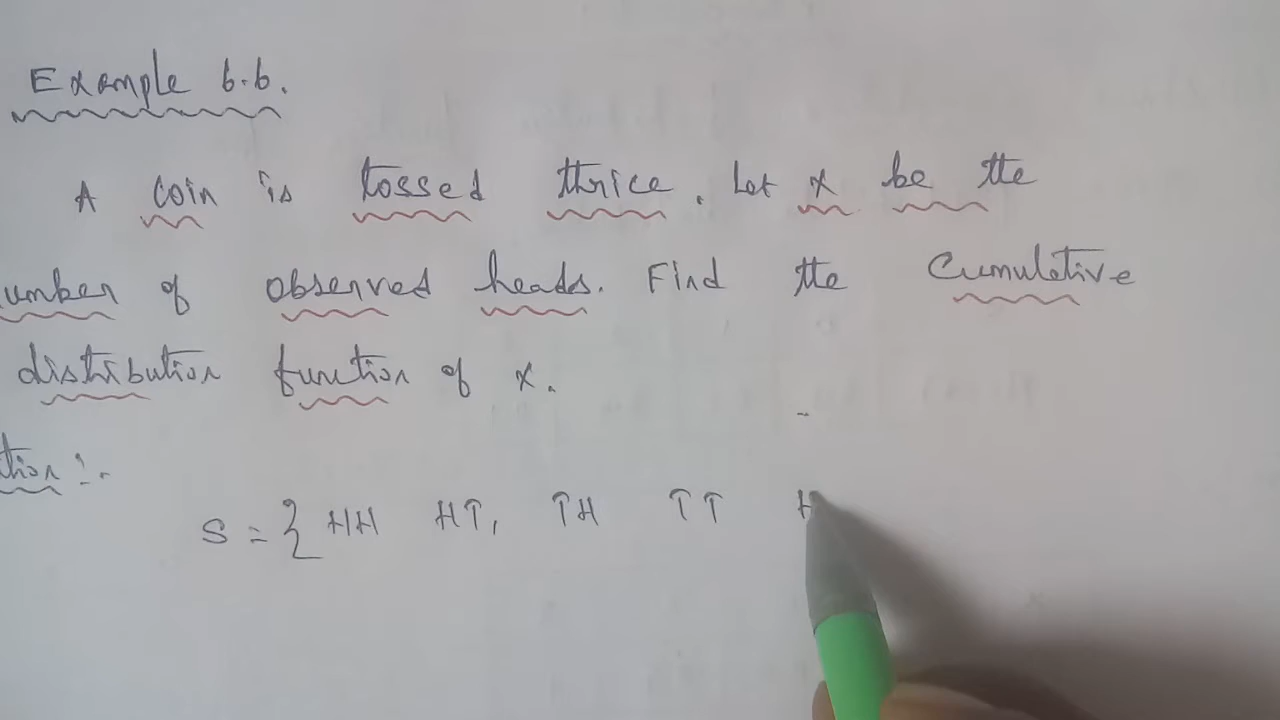 Example 6.6.
A coin is tossed thrice. Let x be the
umber of observed heads. Find the Cumuletive
distribution function of x.
tion :-
S = { HH HT, TH TT H